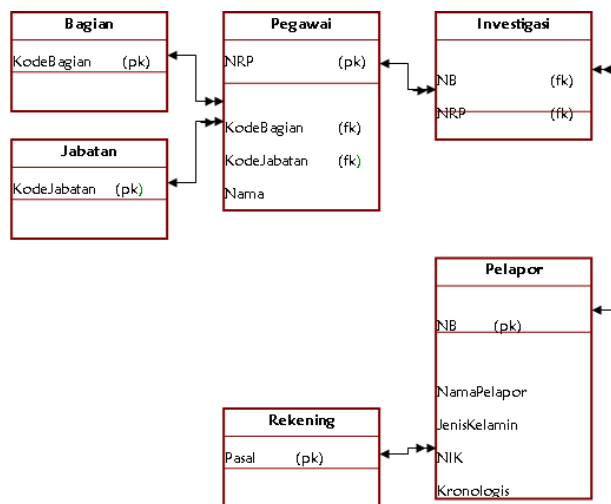 Bagian
KodeBagian (pk)
Jabatan
KodeJabatan (pk)
Pegawai
NRP (pk)
KodeBagian (fk)
KodeJabatan (fk)
Nama
Investigasi
NB (fk)
NRP (fk)
Pelapor
NB (pk)
NamaPelapor
JenisKelamin
NIK
Kronologis
Rekening
Pasal (pk)